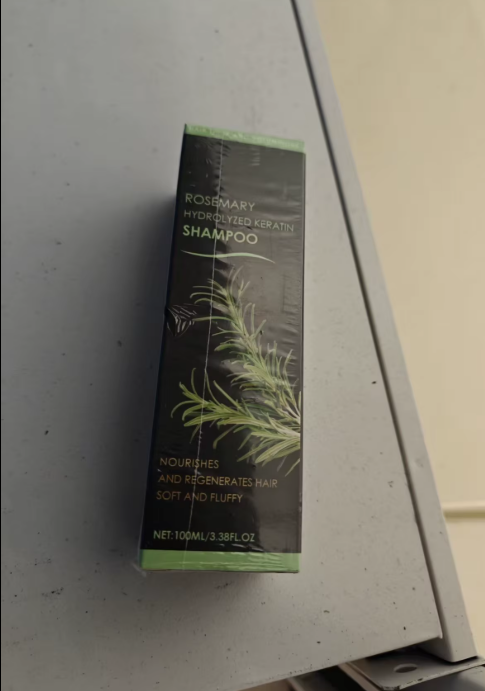 ROSEMARY
HYDROLYZED KERATIN
SHAMPOO
NOURISHES
AND REGENERATES HAIR
SOFT AND FLUFFY
NET:100ML/3.38FL.OZ